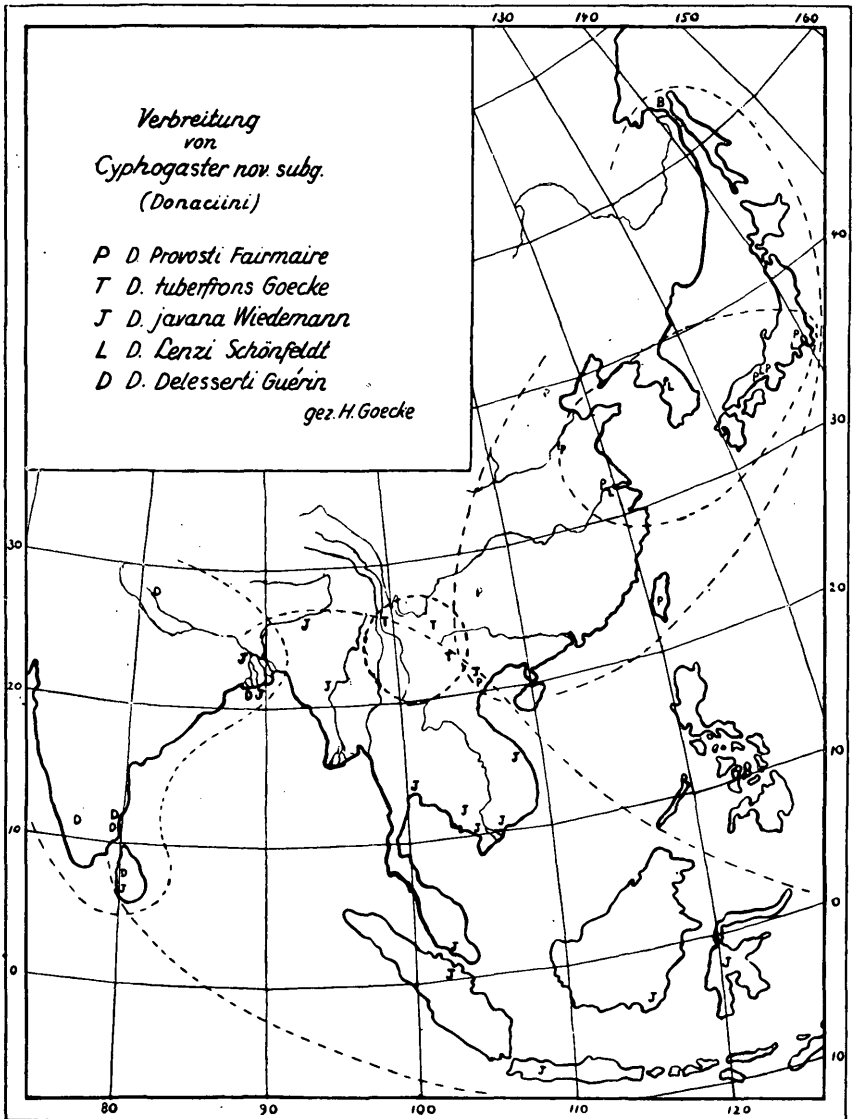 130 140 150 160
Verbreitung
von
Cyphogaster nov. subg.
(Donaciini)
P D. Provosti Fairmaire
T D. tuberfrons Goecke
J D. javana Wiedemann
L D. Lenzi Schönfeldt
D D. Delesserti Guérin
gez. H. Goecke
B
40
P
P L P
L
30
P
P
L
30
D
P
20
P
T
J
T
T
J
J
P
J
D J
20
J
10
J
J
J
J
J
D
D
D
10
D
J
0
J
J
J
J
0
J
10
80 90 100 110 120